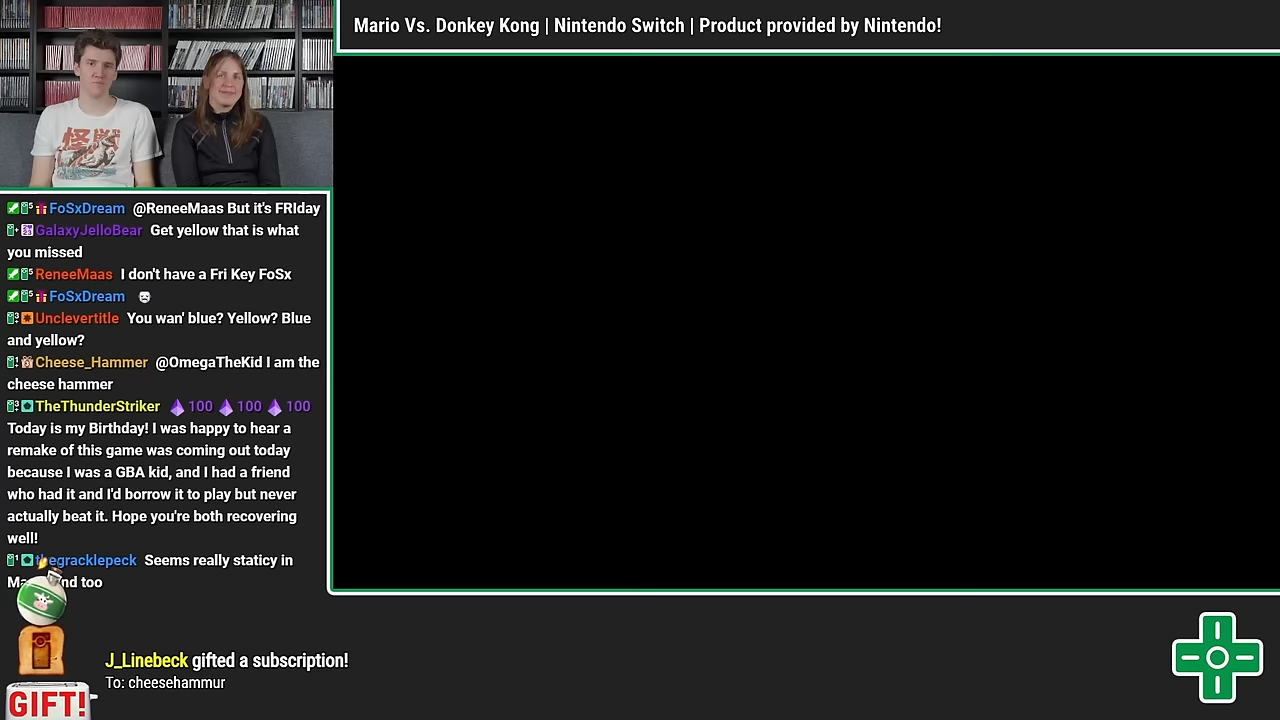 Mario Vs. Donkey Kong | Nintendo Switch | Product provided by Nintendo!
怪獣
FoSxDream @ReneeMaas But it's FRIday
GalaxyJelloBear Get yellow that is what
you missed
ReneeMaas I don't have a Fri Key FoSx
FoSxDream
Unclevertitle You wan' blue? Yellow? Blue
and yellow?
Cheese_Hammer @OmegaTheKid I am the
cheese hammer
TheThunderStriker 100 100 100
Today is my Birthday! I was happy to hear a
remake of this game was coming out today
because I was a GBA kid, and I had a friend
who had it and I'd borrow it to play but never
actually beat it. Hope you're both recovering
well!
thegracklepeck Seems really staticy in
too
J_Linebeck gifted a subscription!
To: cheesehammur
GIFT!